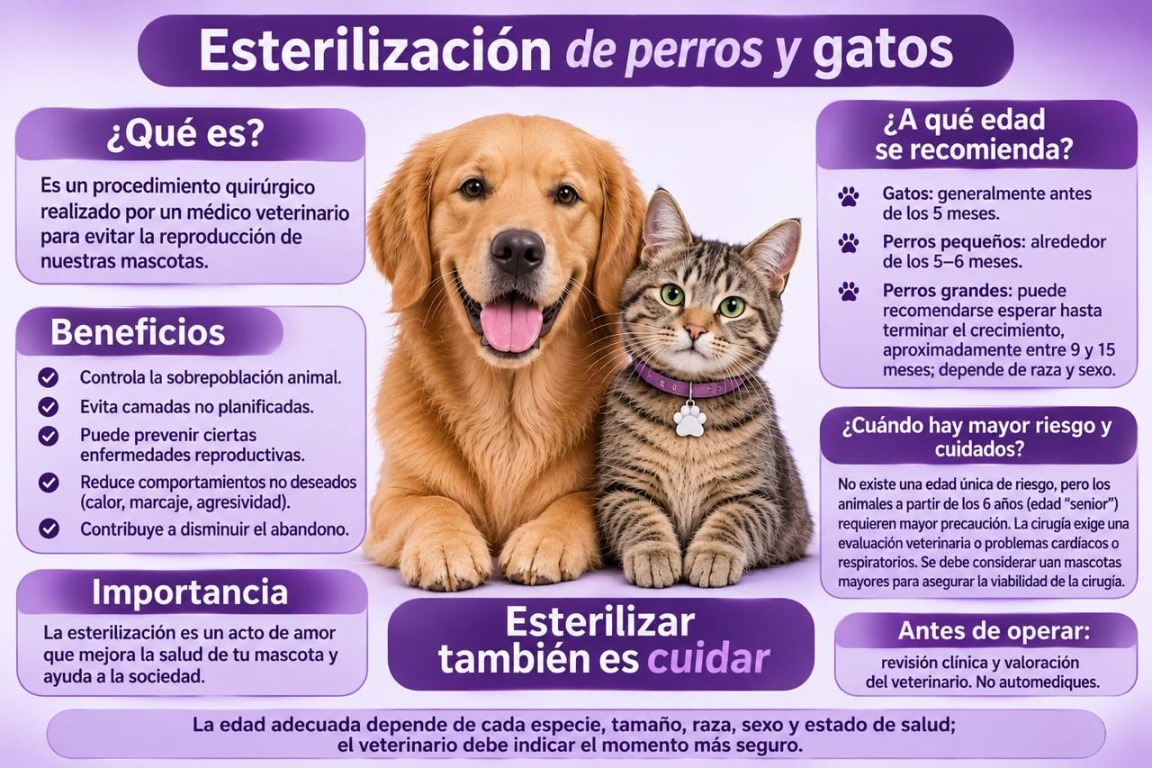 Esterilización de perros y gatos
¿Qué es?
Es un procedimiento quirúrgico
realizado por un médico veterinario
para evitar la reproducción de
nuestras mascotas.
Beneficios
Controla la sobrepoblación animal.
Evita camadas no planificadas.
Puede prevenir ciertas
enfermedades reproductivas.
Reduce comportamientos no deseados
(calor, marcaje, agresividad).
Contribuye a disminuir el abandono.
Importancia
La esterilización es un acto de amor
que mejora la salud de tu mascota y
ayuda a la sociedad.
Esterilizar
también es cuidar
¿A qué edad
se recomienda?
Gatos: generalmente antes
de los 5 meses.
Perros pequeños: alrededor
de los 5–6 meses.
Perros grandes: puede
recomendarse esperar hasta
terminar el crecimiento,
aproximadamente entre 9 y 15
meses; depende de raza y sexo.
¿Cuándo hay mayor riesgo y
cuidados?
No existe una edad única de riesgo, pero los
animales a partir de los 6 años (edad “senior”)
requieren mayor precaución. La cirugía exige una
evaluación veterinaria o problemas cardíacos o
respiratorios. Se debe considerar uan mascotas
mayores para asegurar la viabilidad de la cirugía.
Antes de operar:
revisión clínica y valoración
del veterinario. No automediques.
La edad adecuada depende de cada especie, tamaño, raza, sexo y estado de salud;
el veterinario debe indicar el momento más seguro.